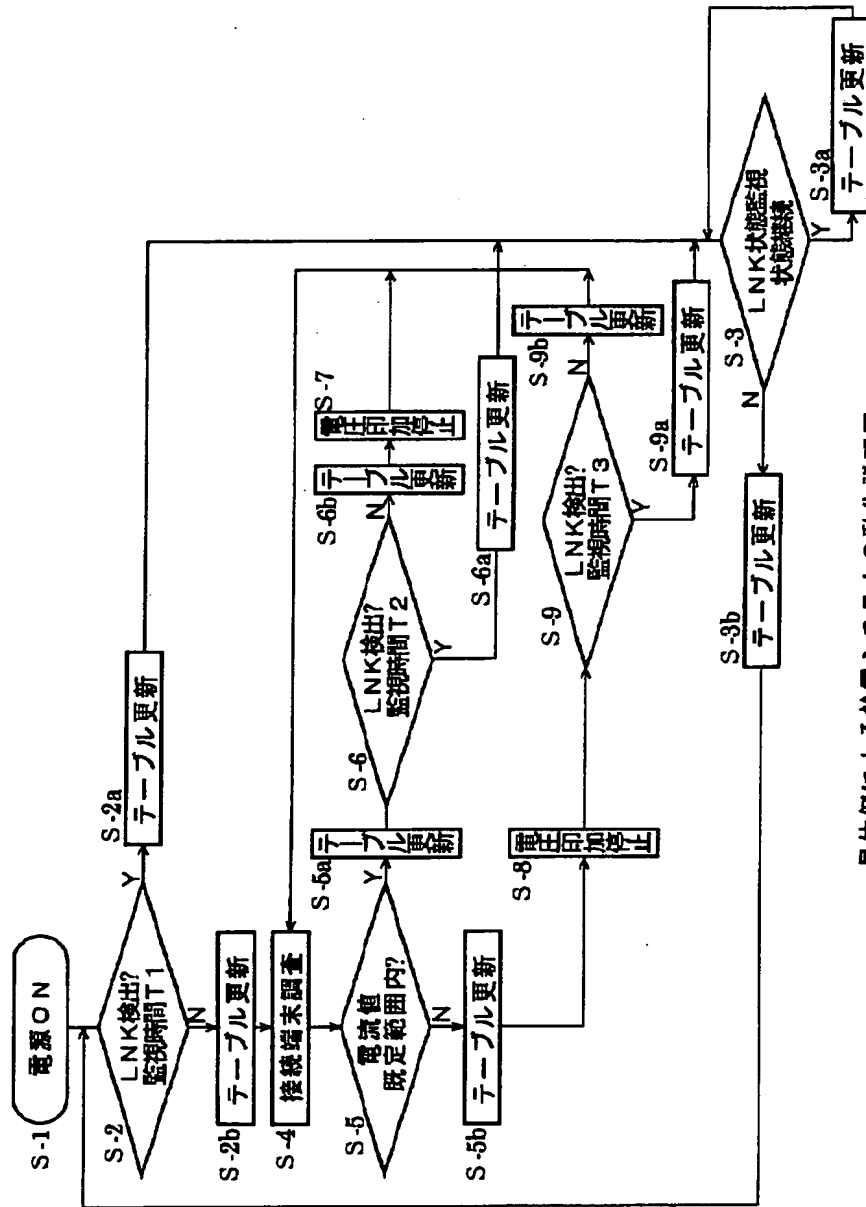 S-1
電源ON
S-2
LNK検出?
監視時間T1
Y
N
S-2a
テーブル更新
S-2b
テーブル更新
S-4
接続端末調査
S-5
電流値
既定範囲内?
Y
N
S-5a
テーブル更新
S-5b
テーブル更新
S-6
LNK検出?
監視時間T2
Y
N
S-6b
テーブル更新
S-7
電圧印加停止
S-6a
テーブル更新
S-8
電圧印加停止
S-9
LNK検出?
監視時間T3
Y
N
S-9b
テーブル更新
S-9a
テーブル更新
S-3
LNK状態監視
状態継続
Y
N
S-3a
テーブル更新
S-3b
テーブル更新